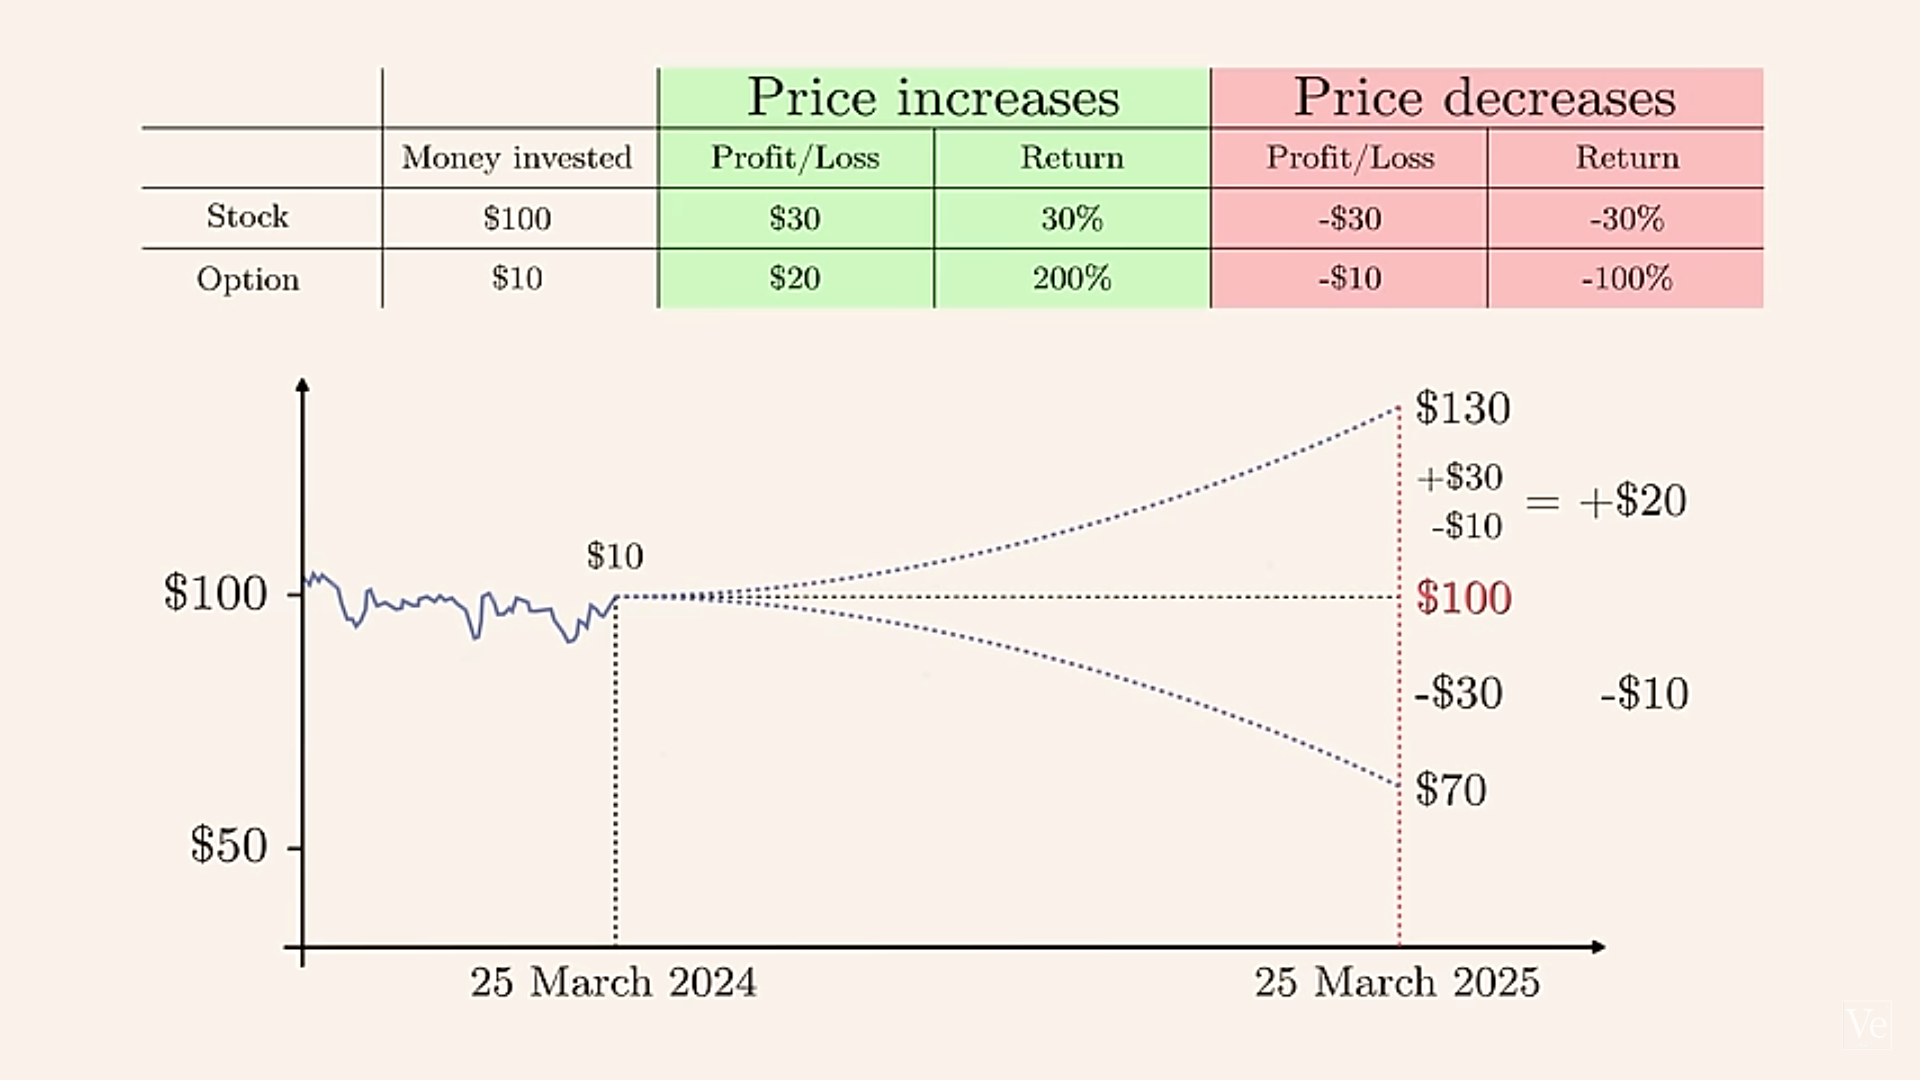 Price increases Price decreases
Money invested Profit/Loss Return Profit/Loss Return
Stock $100 $30 30% -$30 -30%
Option $10 $20 200% -$10 -100%
$130
+$30
-$10
= +$20
$10
$100
$100
-$30 -$10
$70
$50
25 March 2024 25 March 2025
Ve